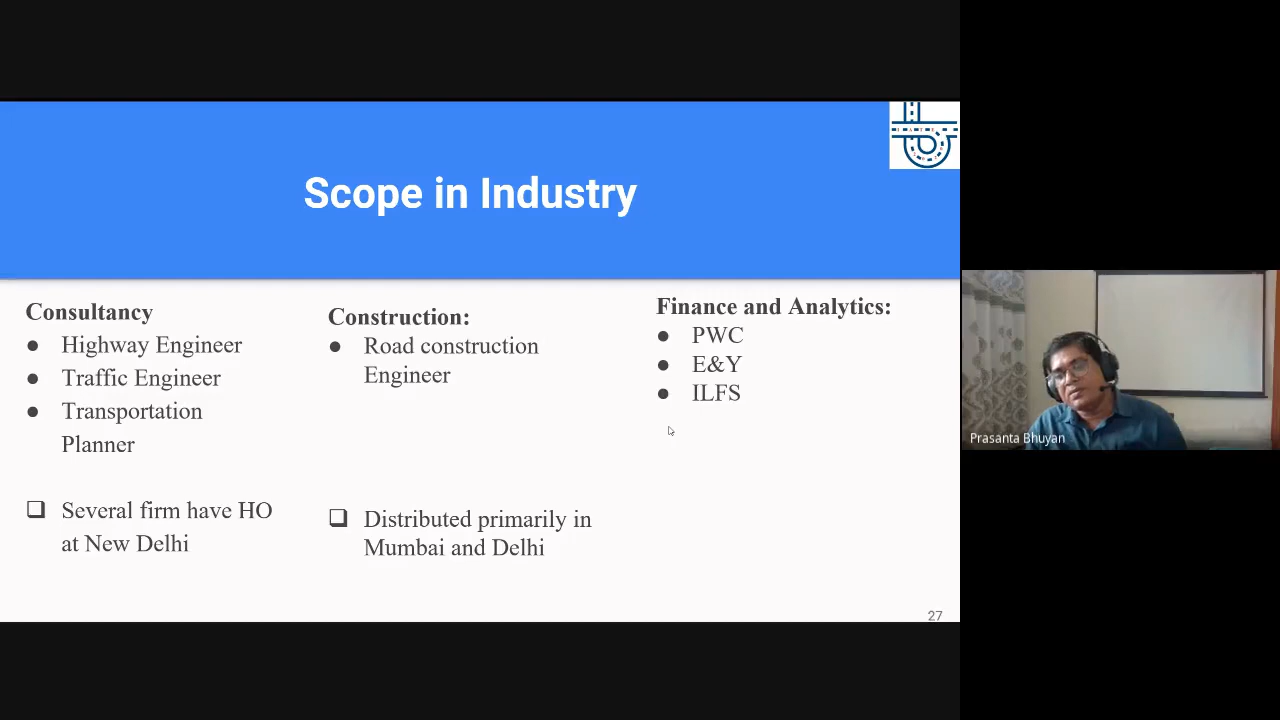 Scope in Industry
Consultancy
● Highway Engineer
● Traffic Engineer
● Transportation
Planner
❑ Several firm have HO
at New Delhi
Construction:
● Road construction
Engineer
❑ Distributed primarily in
Mumbai and Delhi
Finance and Analytics:
● PWC
● E&Y
● ILFS
27
Prasanta Bhuyan